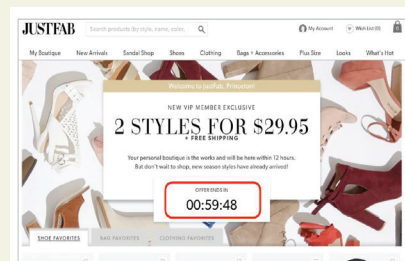 JUSTFAB
Search products (by style, name, color,
My Account
Wish List (0)
My Boutique New Arrivals Sandal Shop Shoes Clothing Bags + Accessories Plus Size Looks What's Hot
Welcome to JustFab, Princeton!
NEW VIP MEMBER EXCLUSIVE
2 STYLES FOR $29.95
+ FREE SHIPPING
Your personal boutique is the works and will be here within 12 hours.
But don't wait to shop, new season styles have already arrived!
OFFER ENDS IN
00:59:48
SHOE FAVORITES BAG FAVORITES CLOTHING FAVORITES